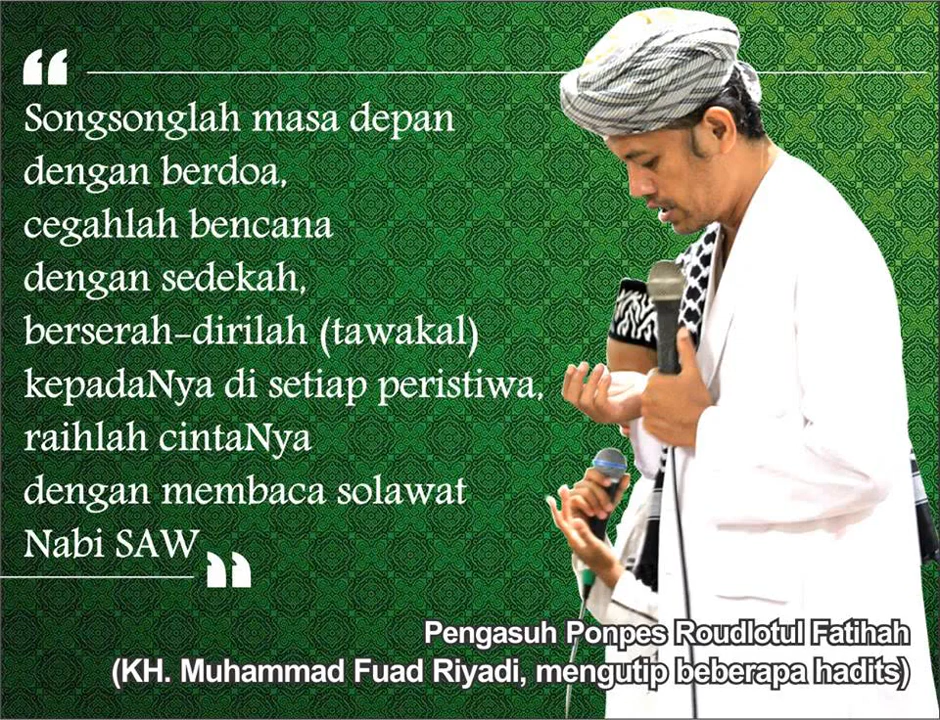 “
Songsonglah masa depan
dengan berdoa,
cegahlah bencana
dengan sedekah,
berserah-dirilah (tawakal)
kepadaNya di setiap peristiwa,
raihlah cintaNya
dengan membaca solawat
Nabi SAW
”
Pengasuh Ponpes Roudlotul Fatihah
(KH. Muhammad Fuad Riyadi, mengutip beberapa hadits)